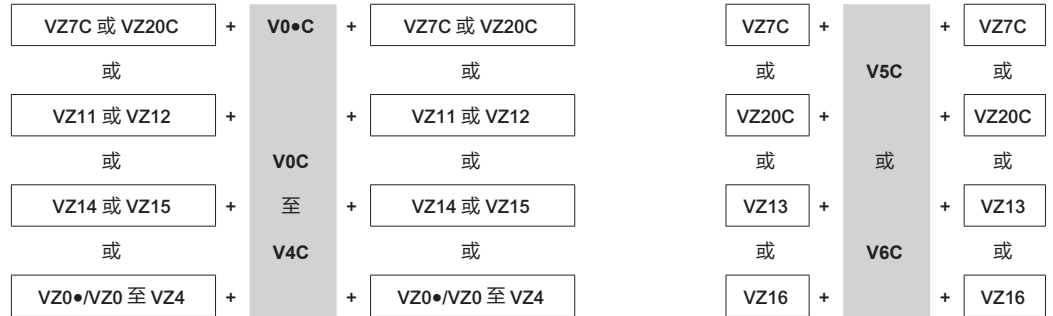 VZ7C 或 VZ20C + V0●C + VZ7C 或 VZ20C VZ7C + + VZ7C
或 或 或 V5C 或
VZ11 或 VZ12 + + VZ11 或 VZ12 VZ20C + + VZ20C
或 V0C 或 或 或 或
VZ14 或 VZ15 + 至 + VZ14 或 VZ15 VZ13 + + VZ13
或 V4C 或 或 V6C 或
VZ0●/VZ0 至 VZ4 + + VZ0●/VZ0 至 VZ4 VZ16 + + VZ16